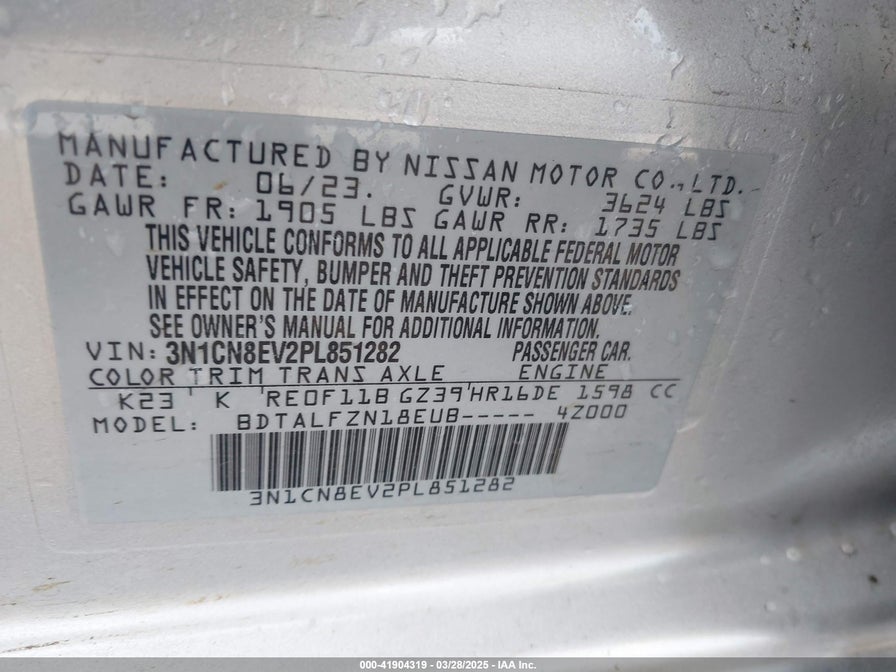 MANUFACTURED BY NISSAN MOTOR CO., LTD.
DATE: 06/23. GVWR: 3624 LBS
GAWR FR: 1905 LBS GAWR RR: 1735 LBS
THIS VEHICLE CONFORMS TO ALL APPLICABLE FEDERAL MOTOR
VEHICLE SAFETY, BUMPER AND THEFT PREVENTION STANDARDS
IN EFFECT ON THE DATE OF MANUFACTURE SHOWN ABOVE.
SEE OWNER'S MANUAL FOR ADDITIONAL INFORMATION.
VIN: 3N1CN8EV2PL851282 PASSENGER CAR.
COLOR TRIM TRANS AXLE ENGINE
K23 ' K ' RE0F11B GZ39 ' HR16DE 1598 CC
MODEL: BDTALFZN18EUB----- 4Z000
3N1CN8EV2PL851282
000-41904319 / 03/28/2025 - IAA Inc.